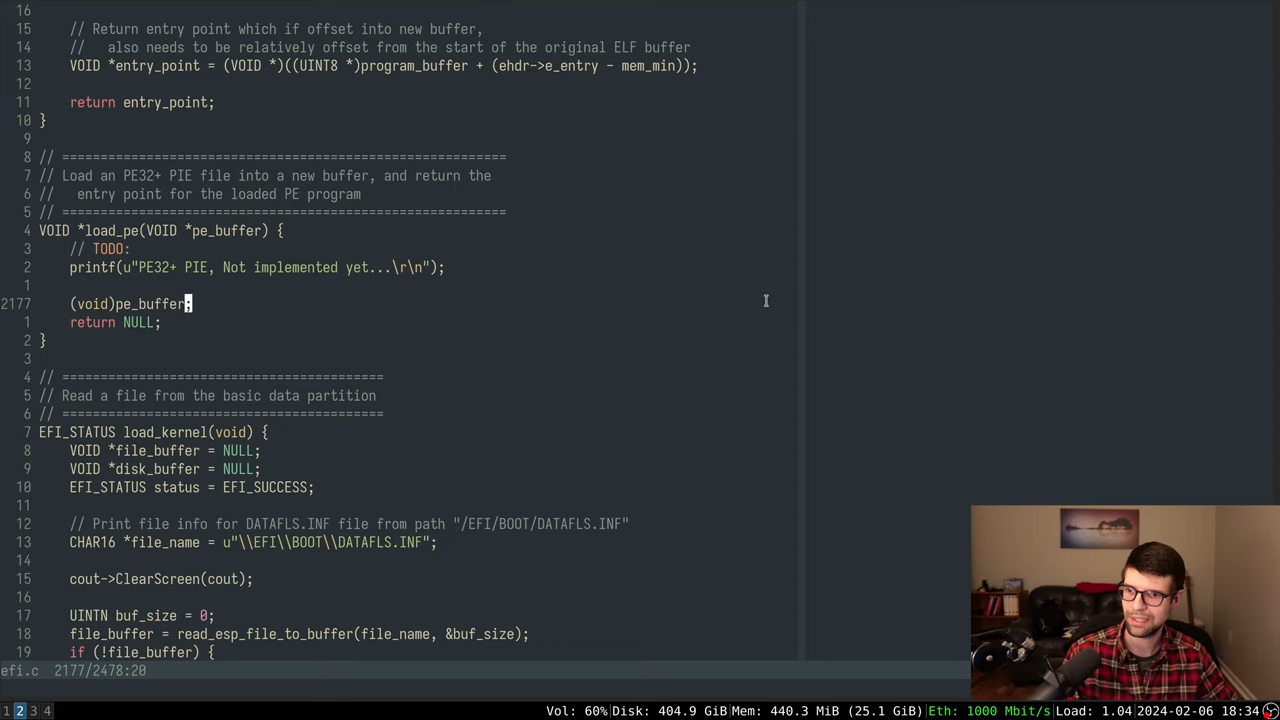 16
15     // Return entry point which if offset into new buffer,
14     //   also needs to be relatively offset from the start of the original ELF buffer
13     VOID *entry_point = (VOID *)((UINT8 *)program_buffer + (ehdr->e_entry - mem_min));
12
11     return entry_point;
10 }
9
8 // ==========================================================
7 // Load an PE32+ PIE file into a new buffer, and return the
6 //  entry point for the loaded PE program
5 // ==========================================================
4 VOID *load_pe(VOID *pe_buffer) {
3     // TODO:
2     printf(u"PE32+ PIE, Not implemented yet...\r\n");
1
2177     (void)pe_buffer;
1     return NULL;
2 }
3
4 // ==========================================
5 // Read a file from the basic data partition
6 // ==========================================
7 EFI_STATUS load_kernel(void) {
8     VOID *file_buffer = NULL;
9     VOID *disk_buffer = NULL;
10     EFI_STATUS status = EFI_SUCCESS;
11
12     // Print file info for DATAFLS.INF file from path "/EFI/BOOT/DATAFLS.INF"
13     CHAR16 *file_name = u"\\EFI\\BOOT\\DATAFLS.INF";
14
15     cout->ClearScreen(cout);
16
17     UINTN buf_size = 0;
18     file_buffer = read_esp_file_to_buffer(file_name, &buf_size);
19     if (!file_buffer) {
efi.c  2177/2478:20
1 2 3 4
Vol: 60%|Disk: 404.9 GiB|Mem: 440.3 MiB (25.1 GiB)|Eth: 1000 Mbit/s|Load: 1.04|2024-02-06 18:34